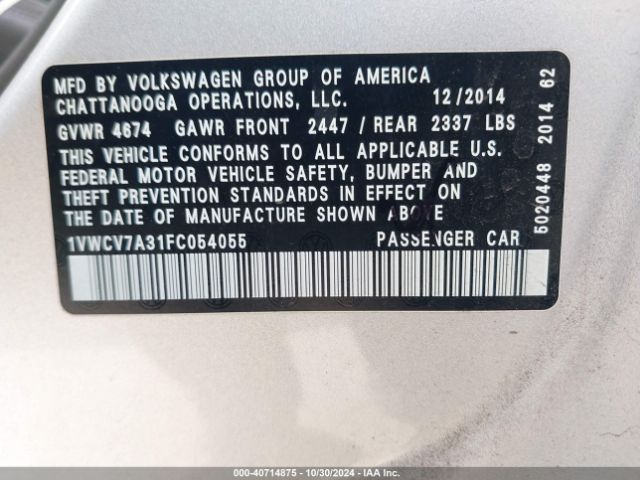 MFD BY VOLKSWAGEN GROUP OF AMERICA
CHATTANOOGA OPERATIONS, LLC. 12/2014
GVWR 4674 GAWR FRONT 2447 / REAR 2337 LBS
THIS VEHICLE CONFORMS TO ALL APPLICABLE U.S.
FEDERAL MOTOR VEHICLE SAFETY, BUMPER AND
THEFT PREVENTION STANDARDS IN EFFECT ON
THE DATE OF MANUFACTURE SHOWN ABOVE
1VWCV7A31FC054055 PASSENGER CAR
5020448 2014 62
000-40714875 | 10/30/2024 - IAAI.com